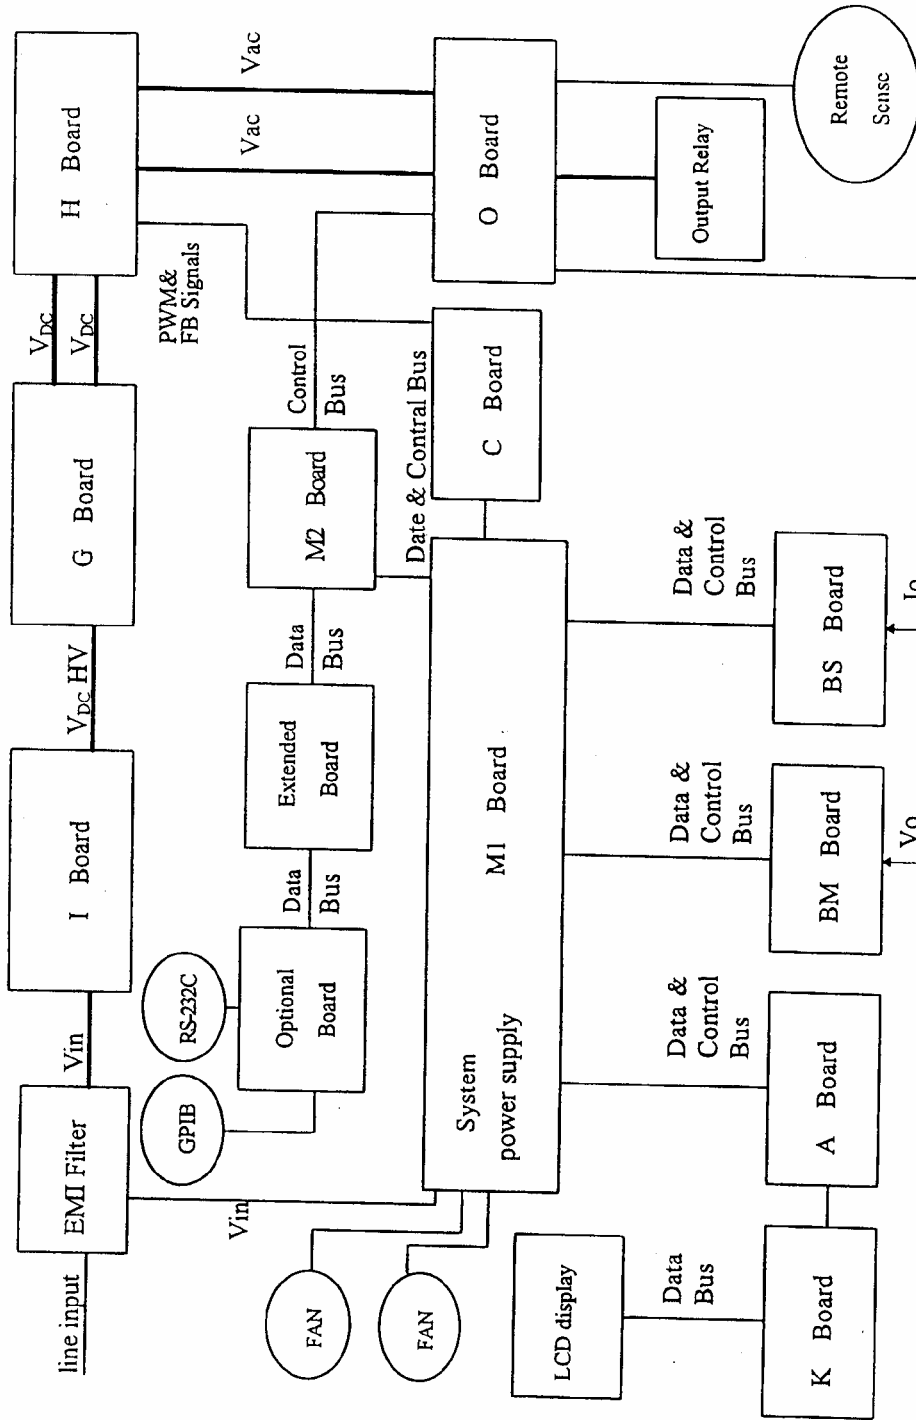 line input
EMI Filter
Vin
I Board
VDC HV
G Board
VDC
VDC
H Board
Vin
GPIB
RS-232C
Optional
Board
Data
Bus
Extended
Board
Data
Bus
M2 Board
Control
Bus
PWM&
FB Signals
Vac
Vac
FAN
FAN
System
power supply
M1 Board
Date & Contral Bus
C Board
O Board
Output Relay
Remote
Scnsc
LCD display
Data
Bus
K Board
A Board
Data &
Control
Bus
BM Board
Data &
Control
Bus
Vo
BS Board
Data &
Control
Bus
Io